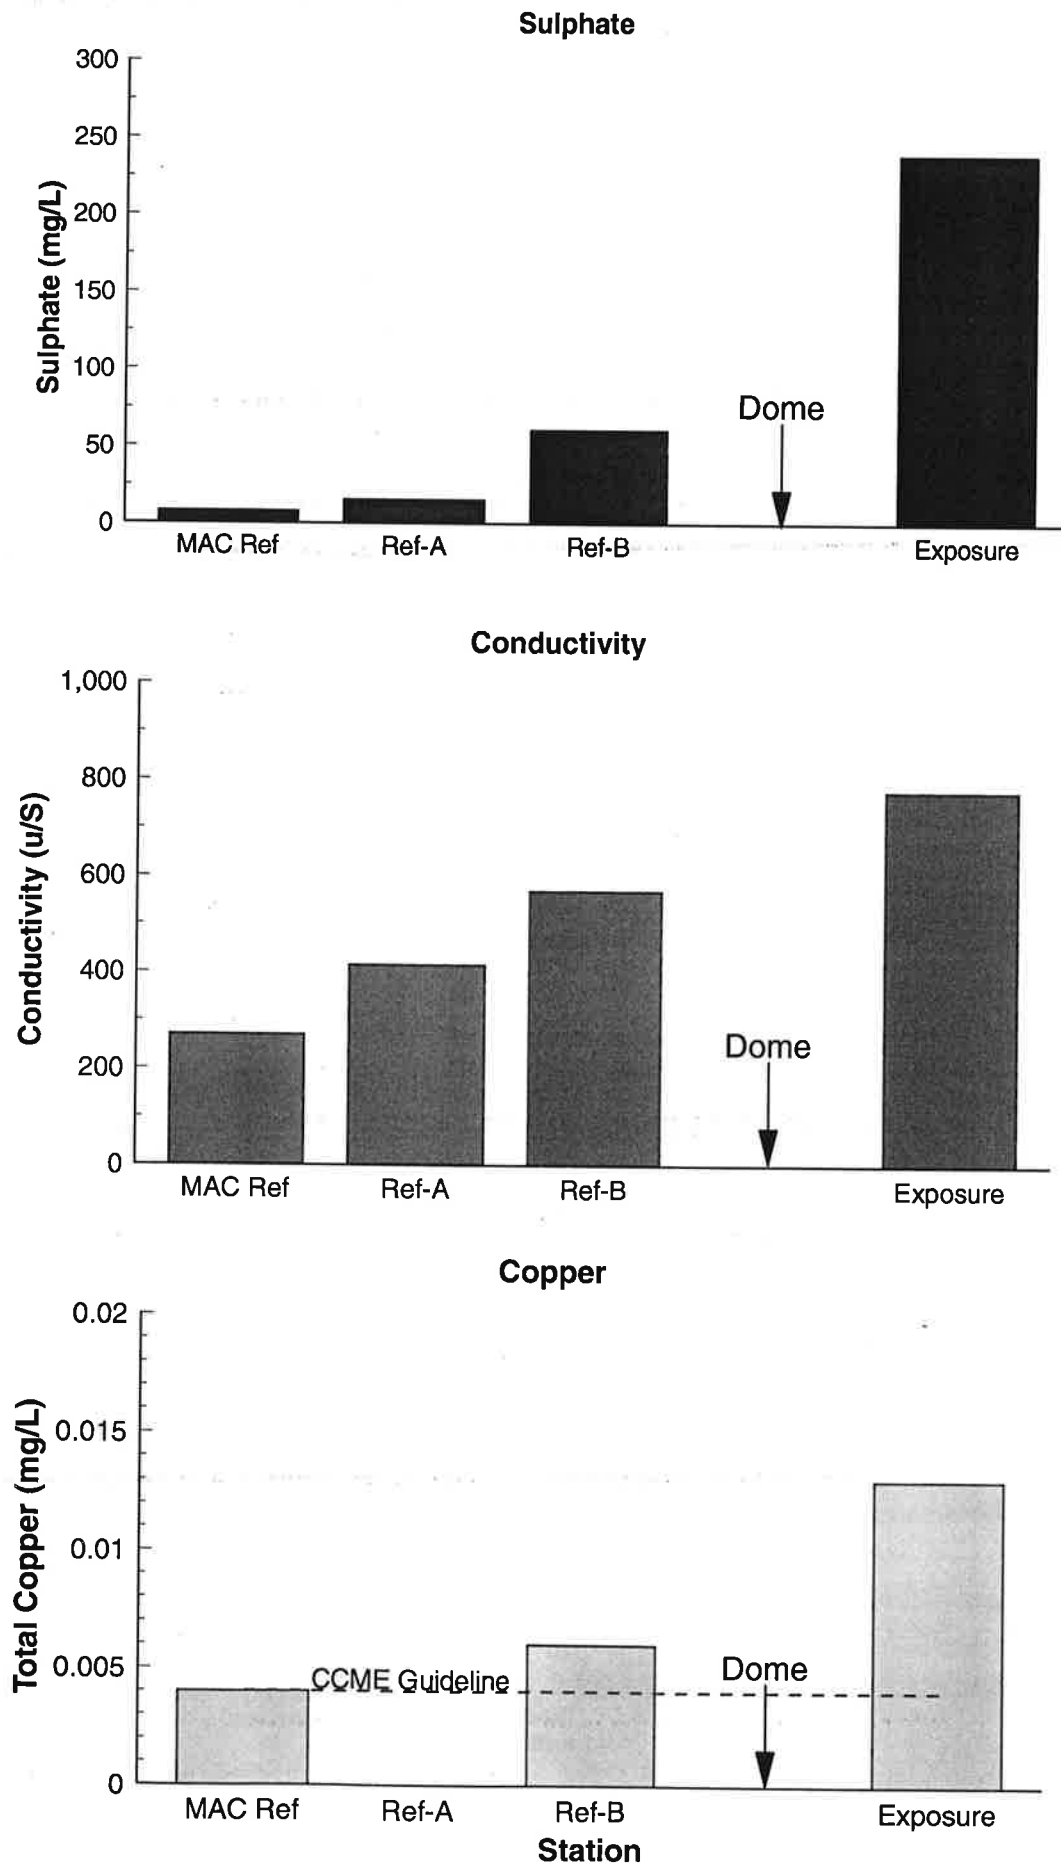 Sulphate
300
250
200
150
100
50
0
Sulphate (mg/L)
Dome
MAC Ref
Ref-A
Ref-B
Exposure
Conductivity
1,000
800
600
400
200
0
Conductivity (u/S)
Dome
MAC Ref
Ref-A
Ref-B
Exposure
Copper
0.02
0.015
0.01
0.005
0
Total Copper (mg/L)
CCME Guideline
Dome
MAC Ref
Ref-A
Ref-B
Exposure
Station